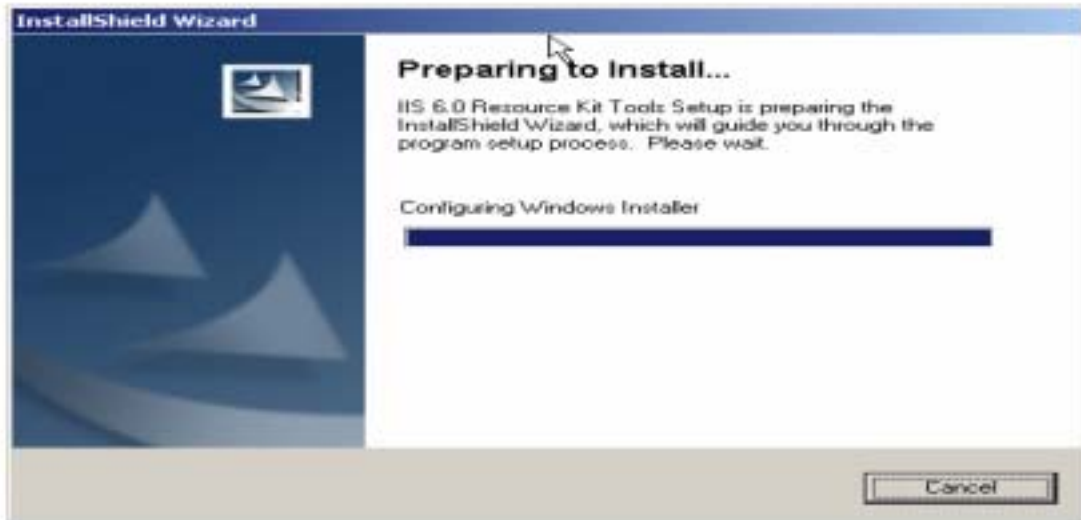 InstallShield Wizard
Preparing to Install...
IIS 6.0 Resource Kit Tools Setup is preparing the
InstallShield Wizard, which will guide you through the
program setup process. Please wait.
Configuring Windows Installer
Cancel